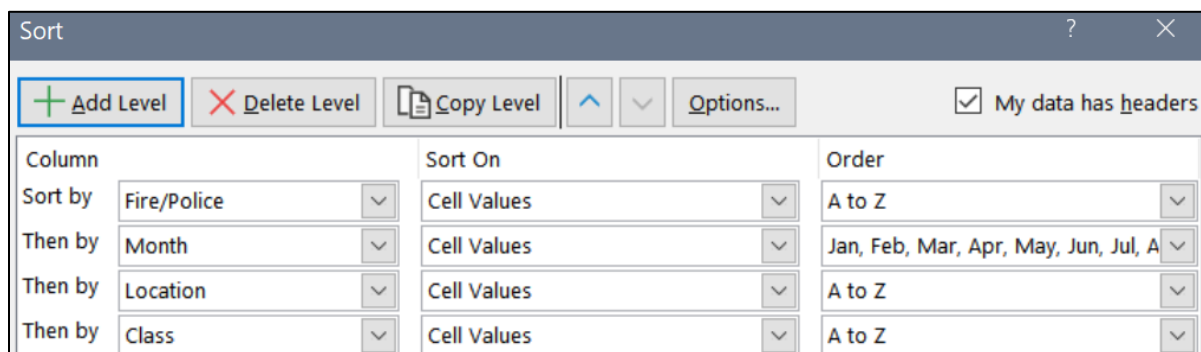 Sort ?
Add Level Delete Level Copy Level Options... My data has headers
Column Sort On Order
Sort by Fire/Police Cell Values A to Z
Then by Month Cell Values Jan, Feb, Mar, Apr, May, Jun, Jul, A
Then by Location Cell Values A to Z
Then by Class Cell Values A to Z